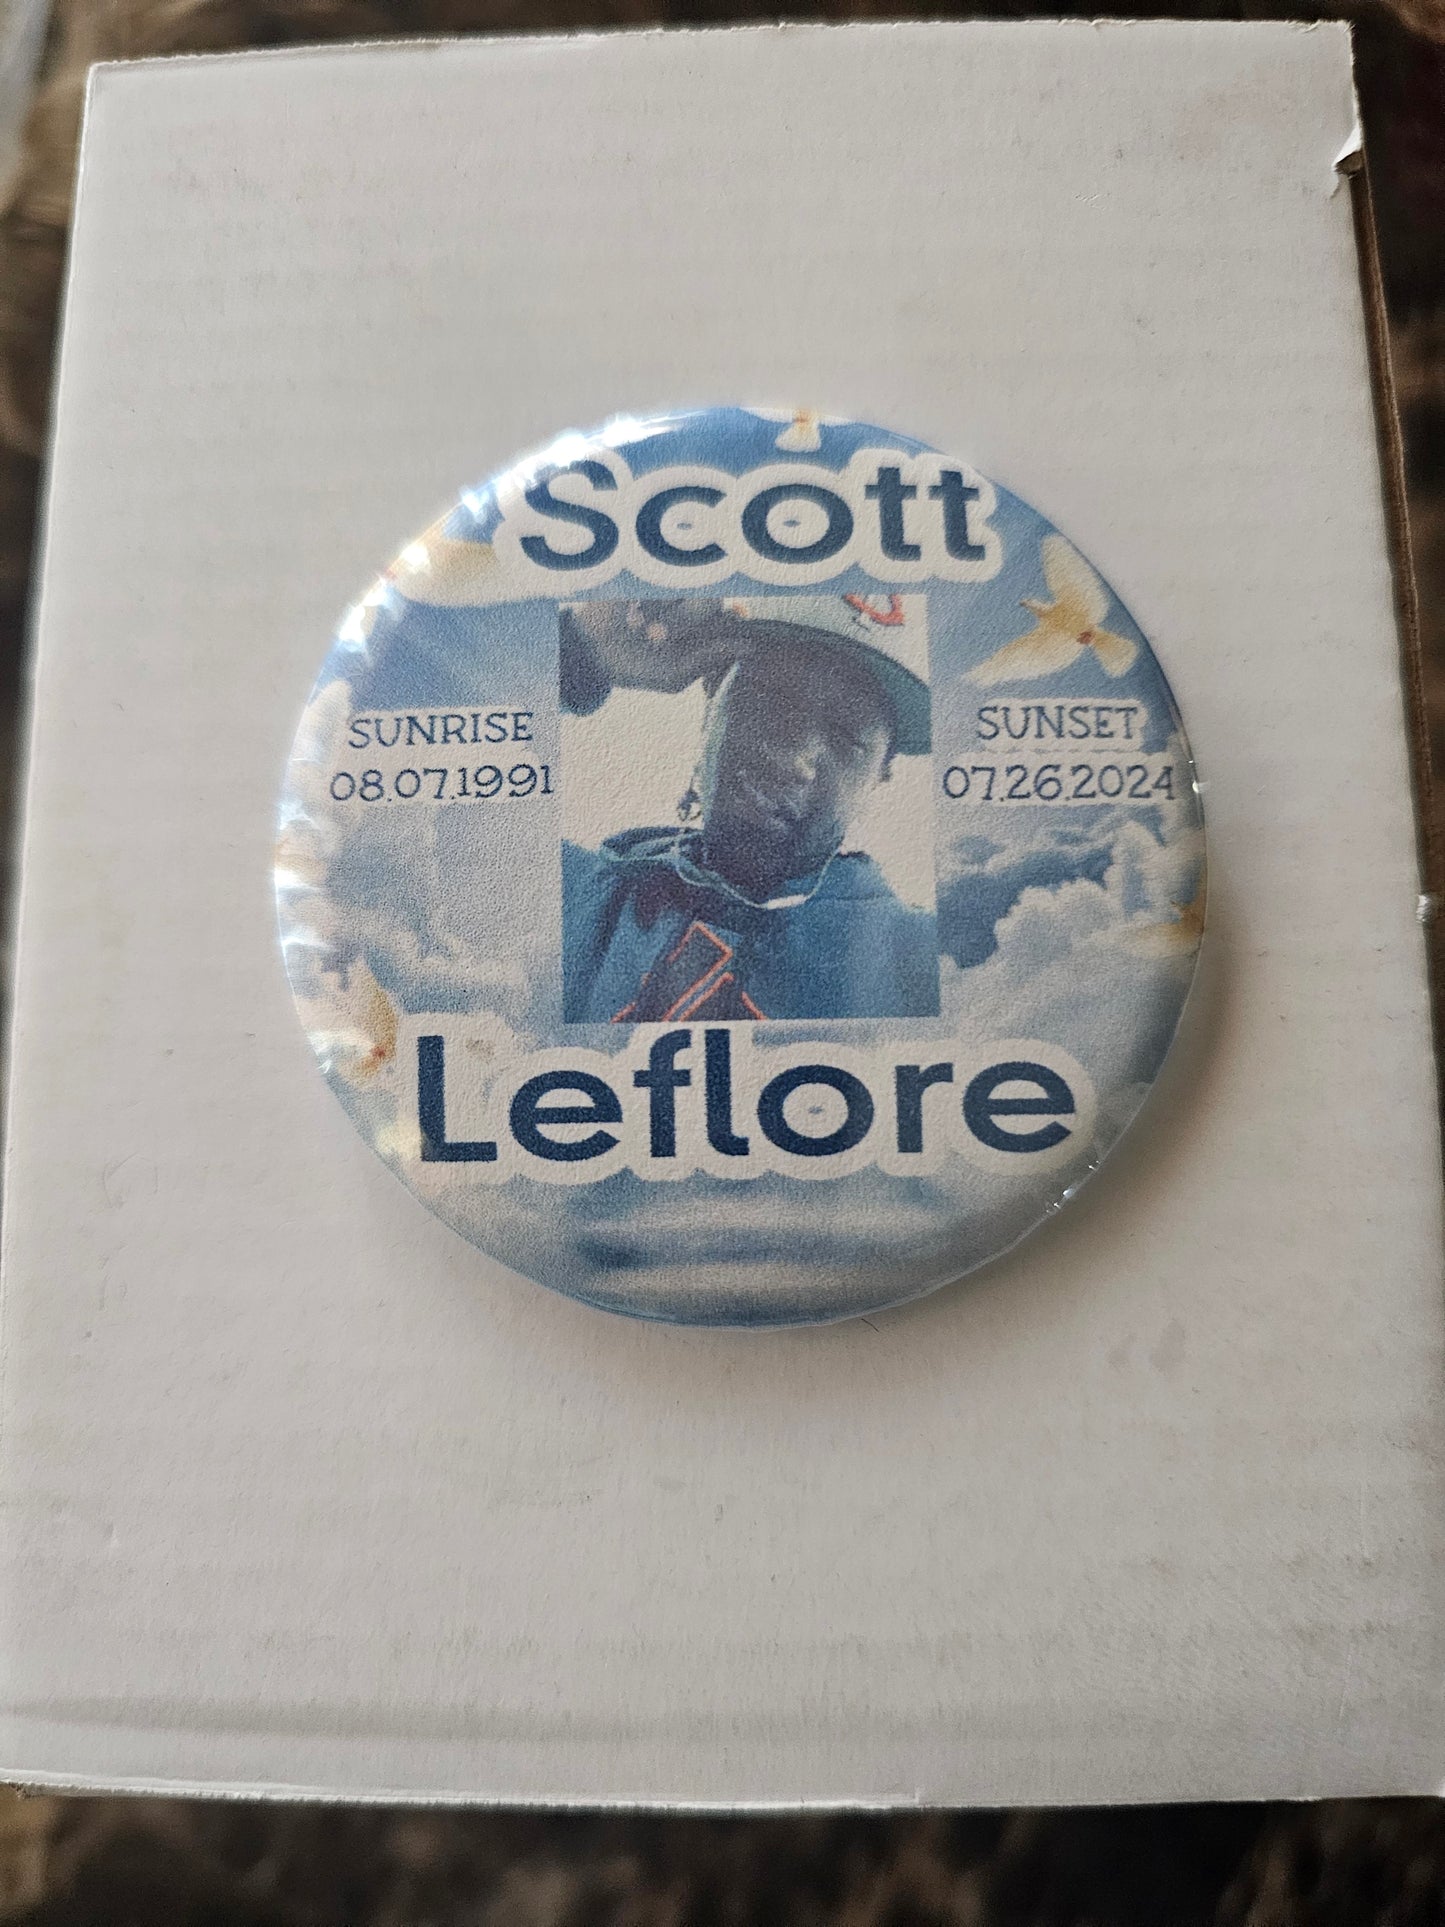 Scott
SUNRISE
08.07.1991
SUNSET
07.26.2024
Leflore